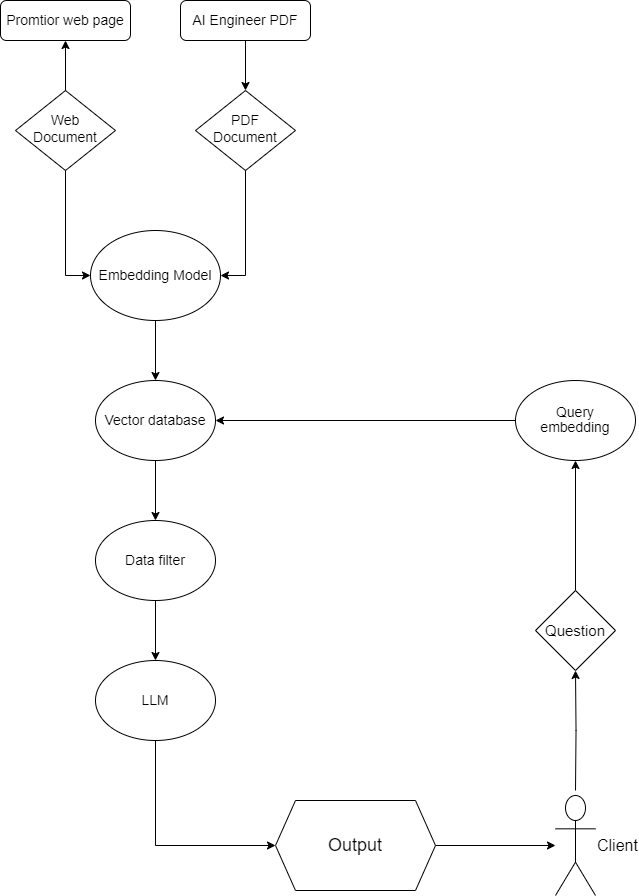 Promtior web page
AI Engineer PDF
Web
Document
PDF
Document
Embedding Model
Vector database
Query
embedding
Data filter
Question
LLM
Output
Client